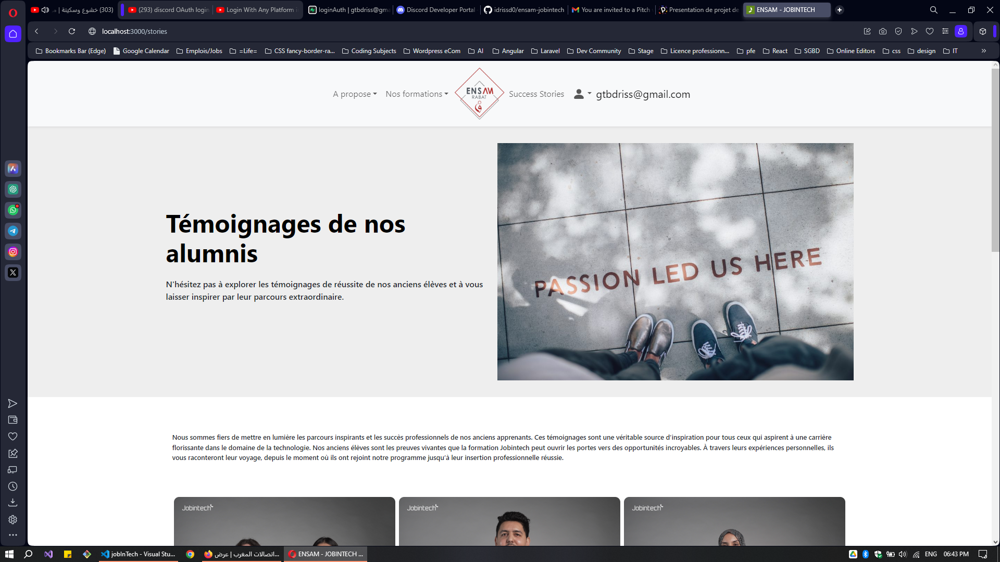 (303) خشوع وسكينة | م
(293) discord OAuth login
Login With Any Platform i
loginAuth | gtbdriss@gma
Discord Developer Portal
idrissd0/ensam-jobintech
You are invited to a Pitch
Presentation de projet de
ENSAM - JOBINTECH
localhost:3000/stories
Bookmarks Bar (Edge)
Google Calendar
Emplois/Jobs
=Life=
CSS fancy-border-ra...
Coding Subjects
Wordpress eCom
AI
Angular
Laravel
Dev Community
Stage
Licence professionn...
pfe
React
SGBD
Online Editors
css
design
IT
A propose
Nos formations
ENSAM
RABAT
Success Stories
gtbdriss@gmail.com
Témoignages de nos
alumnis
N'hésitez pas à explorer les témoignages de réussite de nos anciens élèves et à vous
laisser inspirer par leur parcours extraordinaire.
PASSION LED US HERE
Nous sommes fiers de mettre en lumière les parcours inspirants et les succès professionnels de nos anciens apprenants. Ces témoignages sont une véritable source d'inspiration pour tous ceux qui aspirent à une carrière
florissante dans le domaine de la technologie. Nos anciens élèves sont les preuves vivantes que la formation Jobintech peut ouvrir les portes vers des opportunités incroyables. À travers leurs expériences personnelles, ils
vous raconteront leur voyage, depuis le moment où ils ont rejoint notre programme jusqu'à leur insertion professionnelle réussie.
Jobintech
Jobintech
Jobintech
jobInTech - Visual Stu...
اتصالات المغرب | عرض...
ENSAM - JOBINTECH ...
ENG
06:43 PM